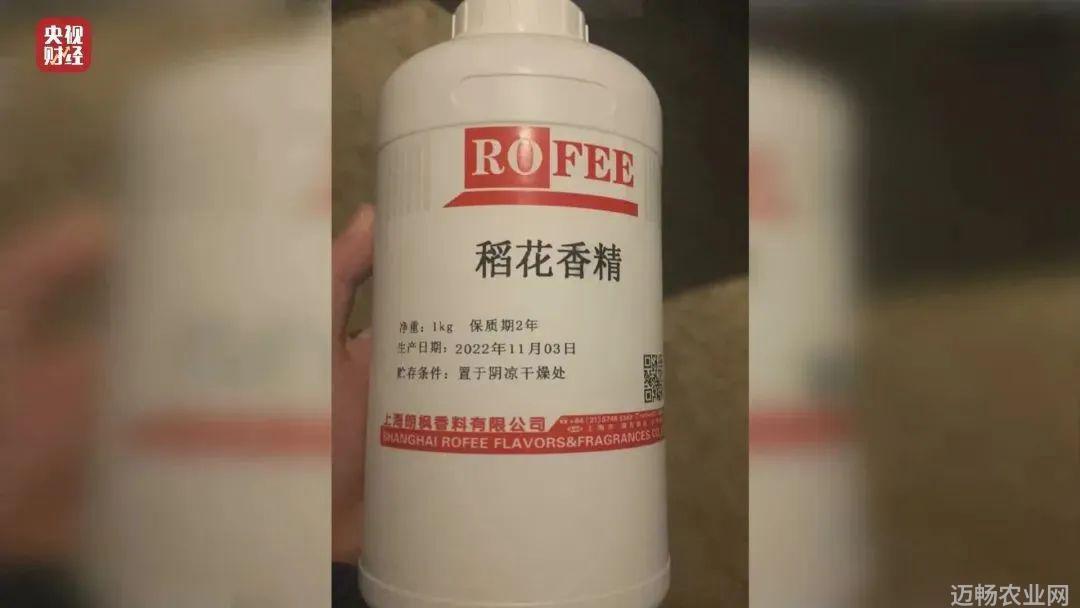 央视
财经
ROFEE
稻花香精
净重：1kg 保质期2年
生产日期：2022年11月03日
贮存条件：置于阴凉干燥处
上海朗枫香料有限公司
SHANGHAI ROFEE FLAVORS&FRAGRANCES CO
迈畅农业网